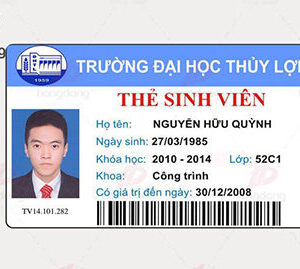 TRƯỜNG ĐẠI HỌC THỦY LỢI
1959
THẺ SINH VIÊN
Họ tên: NGUYỄN HỮU QUỲNH
Ngày sinh: 27/03/1985
Khóa học: 2010 - 2014 Lớp: 52C1
Khoa: Công trình
Có giá trị đến ngày: 30/12/2008
TV14.101.282